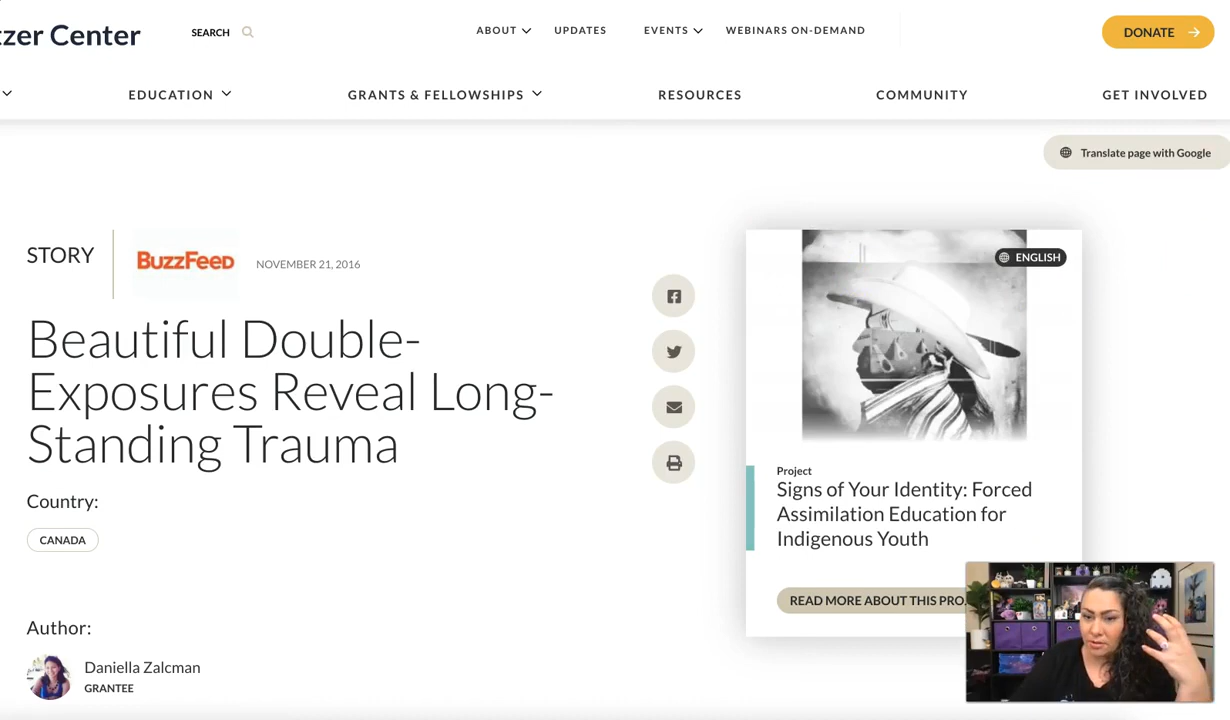 zer Center
SEARCH
ABOUT
UPDATES
EVENTS
WEBINARS ON-DEMAND
DONATE
EDUCATION
GRANTS & FELLOWSHIPS
RESOURCES
COMMUNITY
GET INVOLVED
Translate page with Google
STORY
BuzzFeed
NOVEMBER 21, 2016
Beautiful Double-
Exposures Reveal Long-
Standing Trauma
Country:
CANADA
Author:
Daniella Zalcman
GRANTEE
ENGLISH
Project
Signs of Your Identity: Forced
Assimilation Education for
Indigenous Youth
READ MORE ABOUT THIS PRO